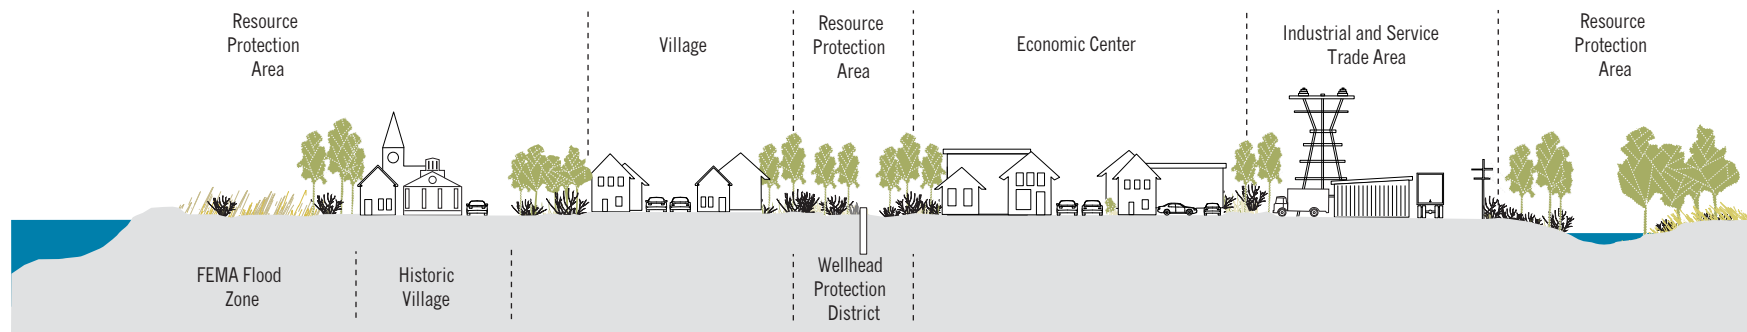 Resource
Protection
Area
Village
Resource
Protection
Area
Economic Center
Industrial and Service
Trade Area
Resource
Protection
Area
FEMA Flood
Zone
Historic
Village
Wellhead
Protection
District